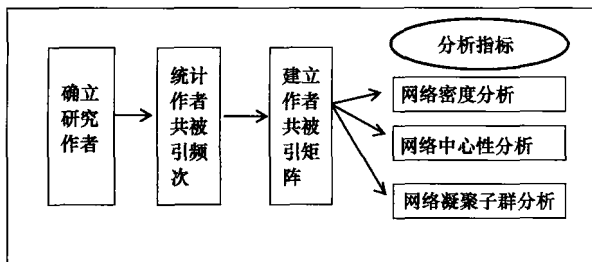 确立
研究
作者
统计
作者
共被
引频
次
建立
作者
共被
引矩
阵
分析指标
网络密度分析
网络中心性分析
网络凝聚子群分析